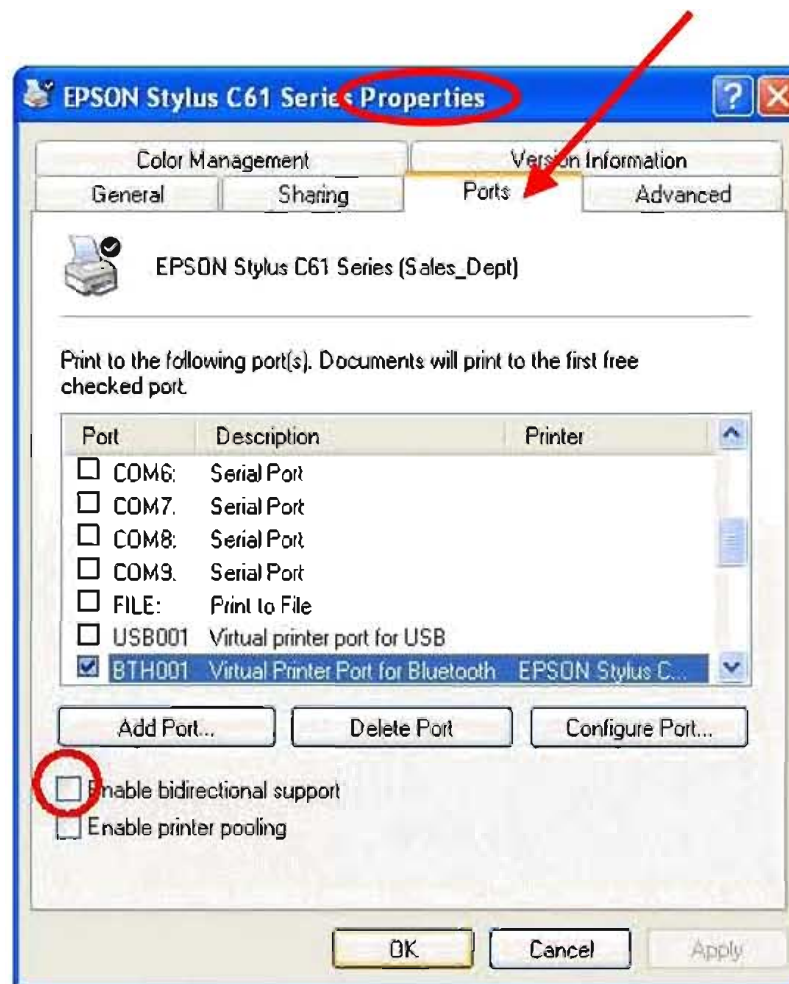 EPSON Stylus C61 Series Properties
Color Management Version Information
General Sharing Ports Advanced
EPSON Stylus C61 Series (Sales_Dept)
Print to the following port(s). Documents will print to the first free
checked port.
Port Description Printer
COM6: Serial Port
COM7. Serial Port
COM8: Serial Port
COM9. Serial Port
FILE: Print to File
USB001 Virtual printer port for USB
BTH001 Virtual Printer Port for Bluetooth EPSON Stylus C...
Add Port... Delete Port Configure Port...
Enable bidirectional support
Enable printer pooling
OK Cancel Apply